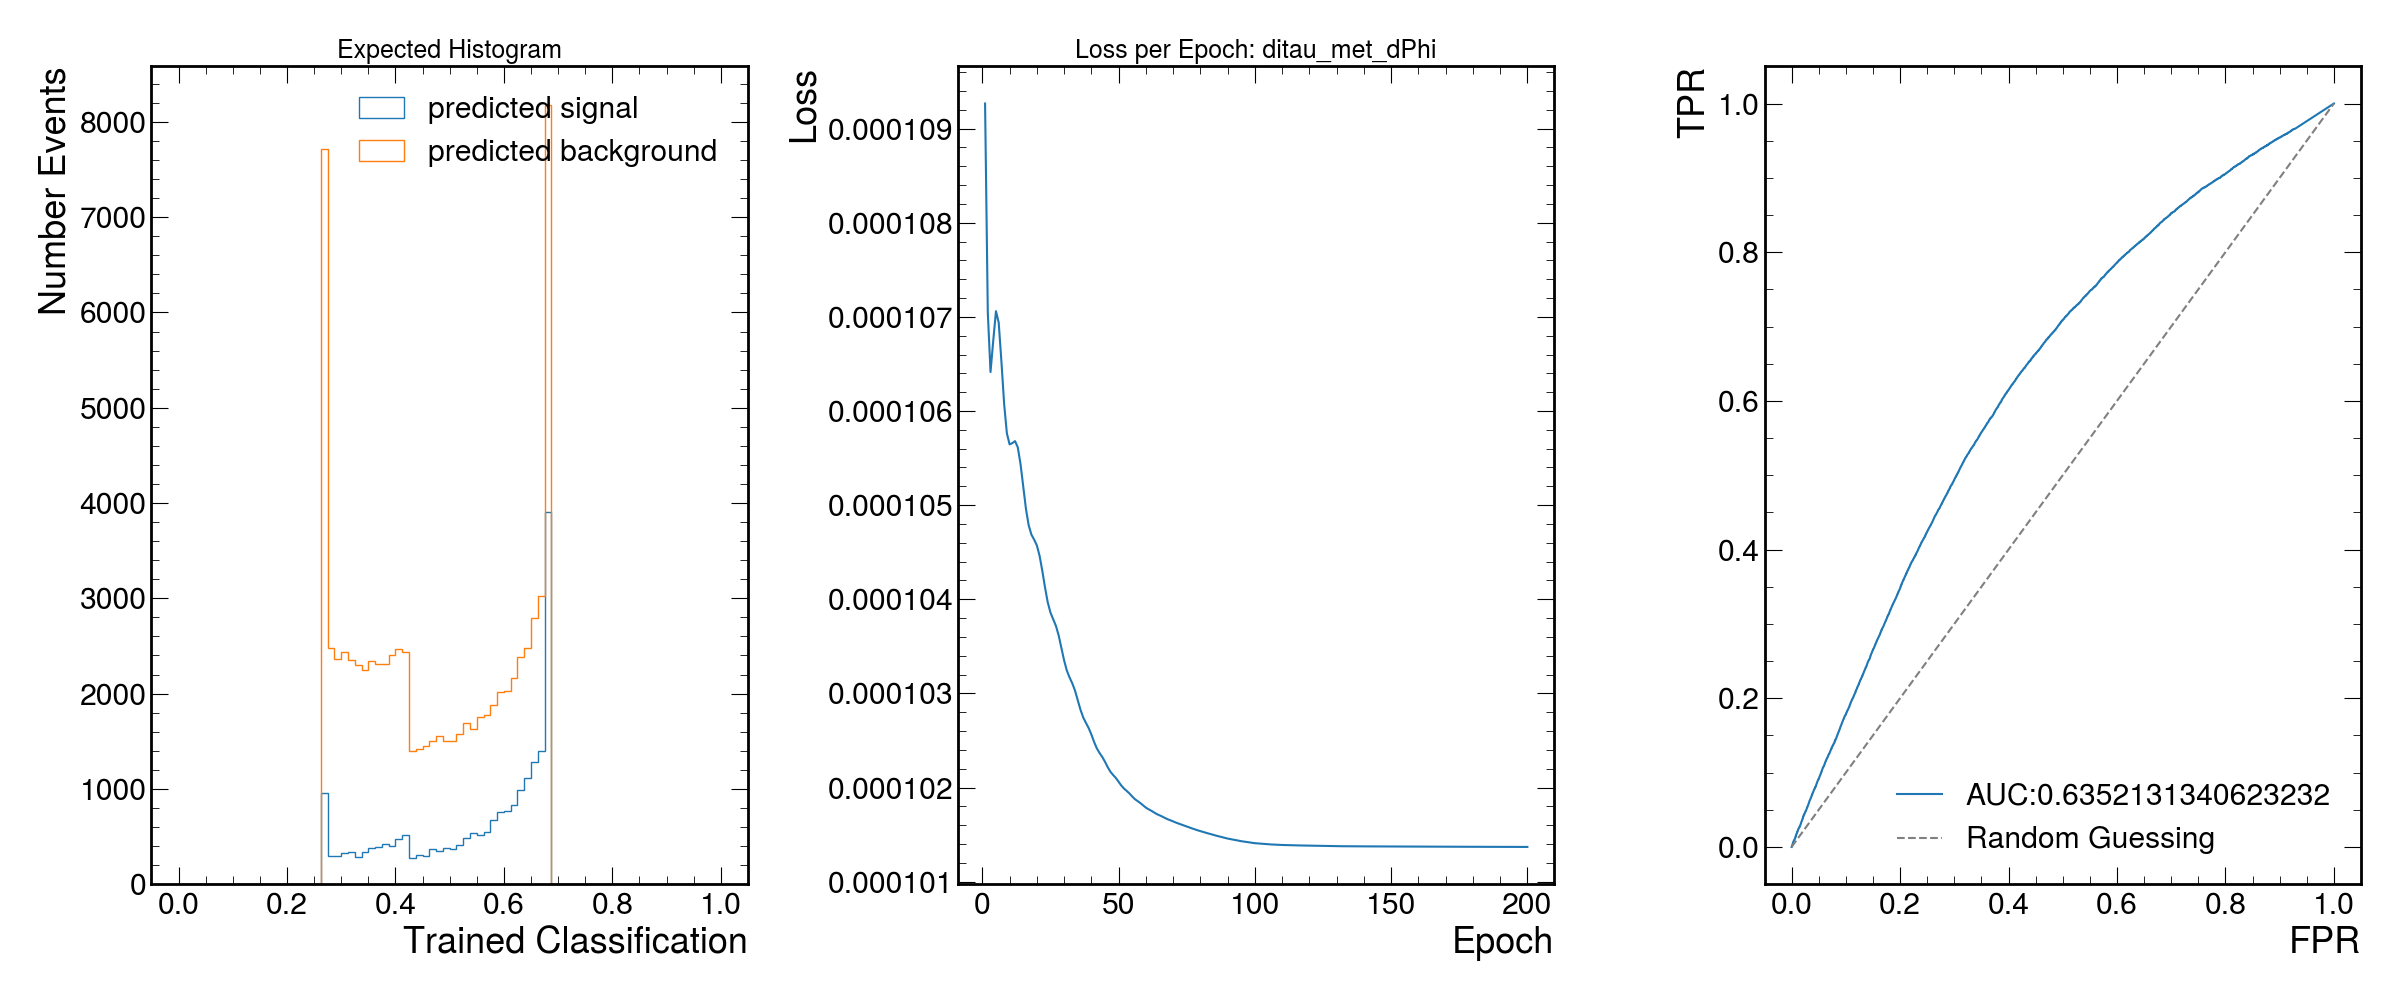 Expected Histogram
Number Events
predicted signal
predicted background
8000
7000
6000
5000
4000
3000
2000
1000
0
0.0 0.2 0.4 0.6 0.8 1.0
Trained Classification
Loss per Epoch: ditau_met_dPhi
Loss
0.000109
0.000108
0.000107
0.000106
0.000105
0.000104
0.000103
0.000102
0.000101
0 50 100 150 200
Epoch
TPR
1.0
0.8
0.6
0.4
0.2
0.0
AUC:0.6352131340623232
Random Guessing
0.0 0.2 0.4 0.6 0.8 1.0
FPR